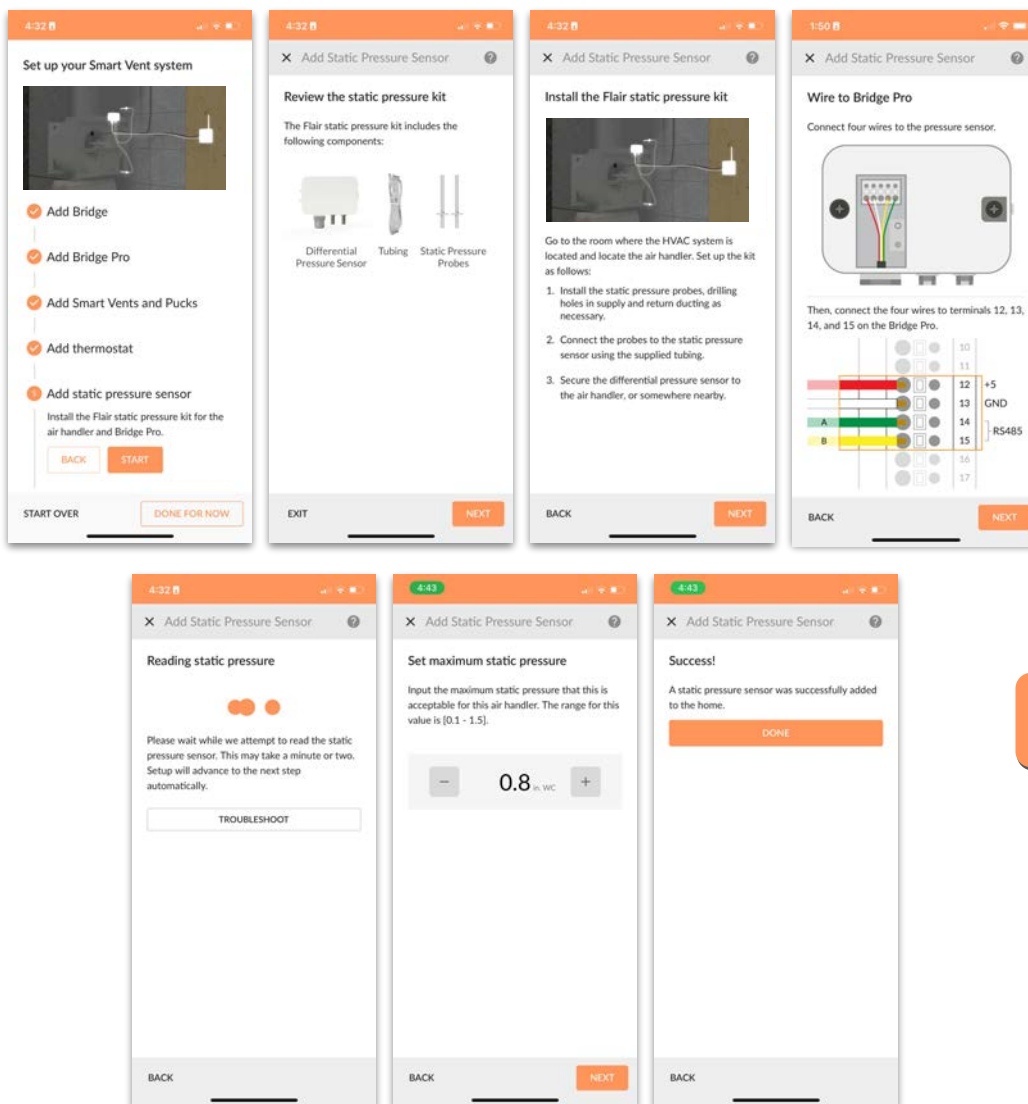 4:32
Set up your Smart Vent system
Add Bridge
Add Bridge Pro
Add Smart Vents and Pucks
Add thermostat
5
Add static pressure sensor
Install the Flair static pressure kit for the
air handler and Bridge Pro.
BACK
START
START OVER
DONE FOR NOW
4:32
× Add Static Pressure Sensor ?
Review the static pressure kit
The Flair static pressure kit includes the
following components:
Differential
Pressure Sensor
Tubing
Static Pressure
Probes
EXIT
NEXT
4:32
× Add Static Pressure Sensor ?
Install the Flair static pressure kit
Go to the room where the HVAC system is
located and locate the air handler. Set up the kit
as follows:
1. Install the static pressure probes, drilling
holes in supply and return ducting as
necessary.
2. Connect the probes to the static pressure
sensor using the supplied tubing.
3. Secure the differential pressure sensor to
the air handler, or somewhere nearby.
BACK
NEXT
1:50
× Add Static Pressure Sensor ?
Wire to Bridge Pro
Connect four wires to the pressure sensor.
Then, connect the four wires to terminals 12, 13,
14, and 15 on the Bridge Pro.
10
11
12 +5
13 GND
A 14
RS485
B 15
16
17
BACK
NEXT
4:32
× Add Static Pressure Sensor ?
Reading static pressure
Please wait while we attempt to read the static
pressure sensor. This may take a minute or two.
Setup will advance to the next step
automatically.
TROUBLESHOOT
BACK
4:43
× Add Static Pressure Sensor ?
Set maximum static pressure
Input the maximum static pressure that this is
acceptable for this air handler. The range for this
value is [0.1 - 1.5].
− 0.8 in. WC +
BACK
NEXT
4:43
× Add Static Pressure Sensor ?
Success!
A static pressure sensor was successfully added
to the home.
DONE
BACK